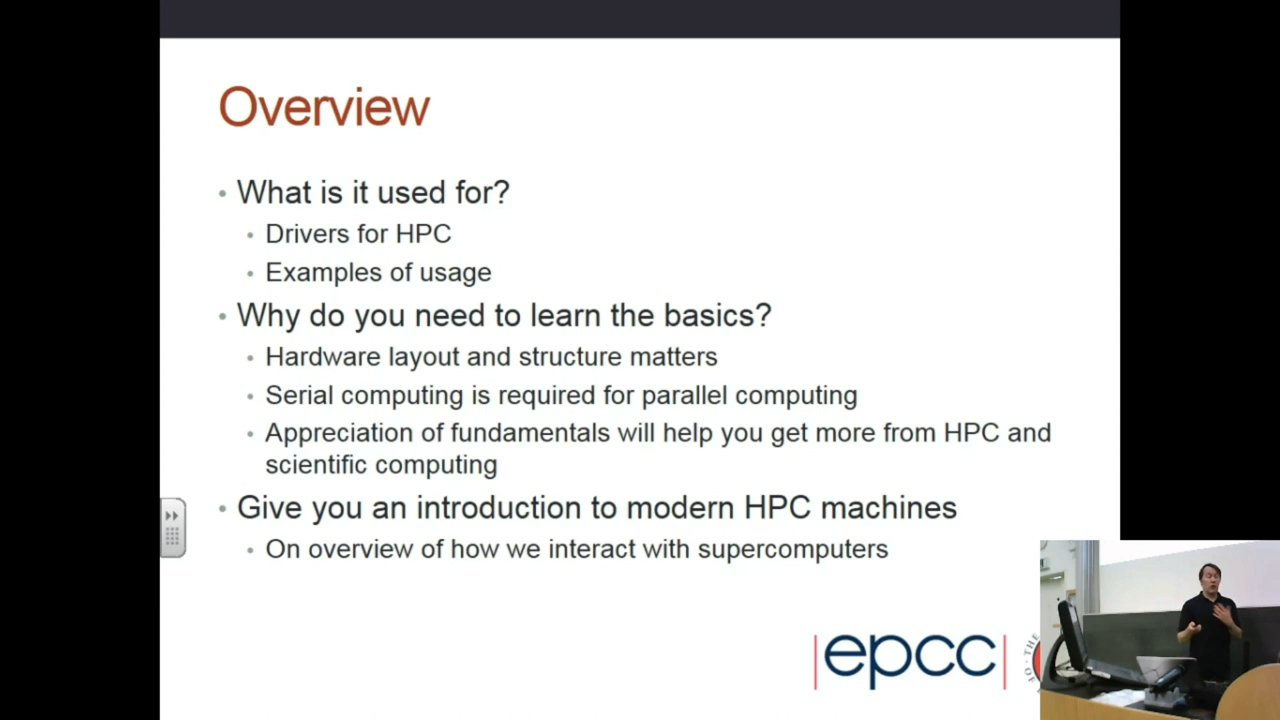 Overview
• What is it used for?
• Drivers for HPC
• Examples of usage
• Why do you need to learn the basics?
• Hardware layout and structure matters
• Serial computing is required for parallel computing
• Appreciation of fundamentals will help you get more from HPC and
scientific computing
• Give you an introduction to modern HPC machines
• On overview of how we interact with supercomputers
|epcc|
THE